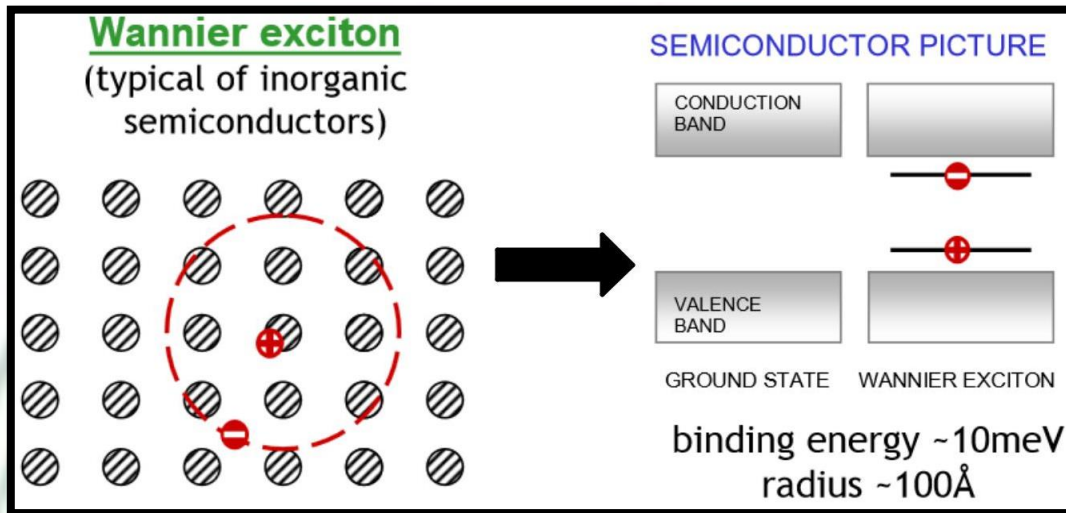 Wannier exciton
(typical of inorganic
semiconductors)
SEMICONDUCTOR PICTURE
CONDUCTION
BAND
VALENCE
BAND
GROUND STATE
WANNIER EXCITON
binding energy ~10meV
radius ~100Å